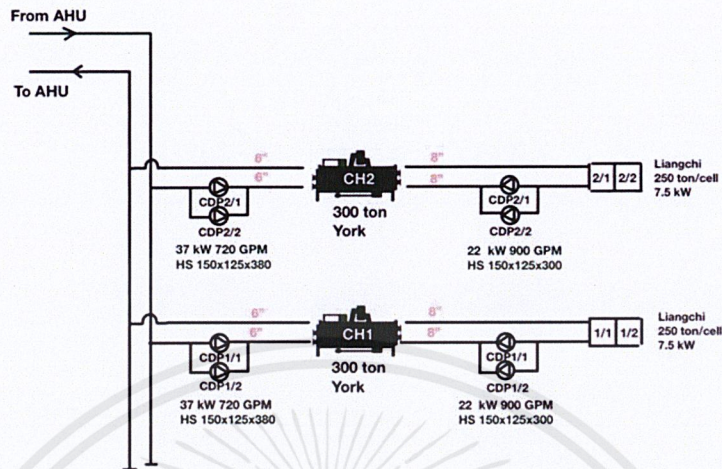 From AHU
To AHU
6"
8"
6"
CH2
8"
2/1 2/2
Liangchi
250 ton/cell
7.5 kW
CDP2/1
CDP2/2
300 ton
York
CDP2/1
CDP2/2
37 kW 720 GPM
HS 150x125x380
22 kW 900 GPM
HS 150x125x300
6"
8"
6"
CH1
8"
1/1 1/2
Liangchi
250 ton/cell
7.5 kW
CDP1/1
CDP1/2
300 ton
York
CDP1/1
CDP1/2
37 kW 720 GPM
HS 150x125x380
22 kW 900 GPM
HS 150x125x300